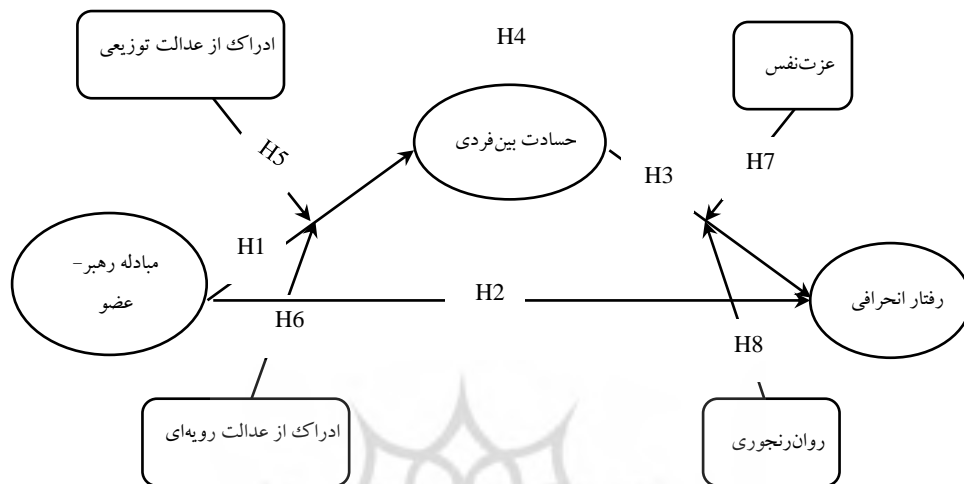 H4
ادراک از عدالت توزیعی
عزت‌نفس
حسادت بین‌فردی
H5
H3
H7
H1
مبادله رهبر–
عضو
H2
رفتار انحرافی
H6
H8
ادراک از عدالت رویه‌ای
روان‌رنجوری